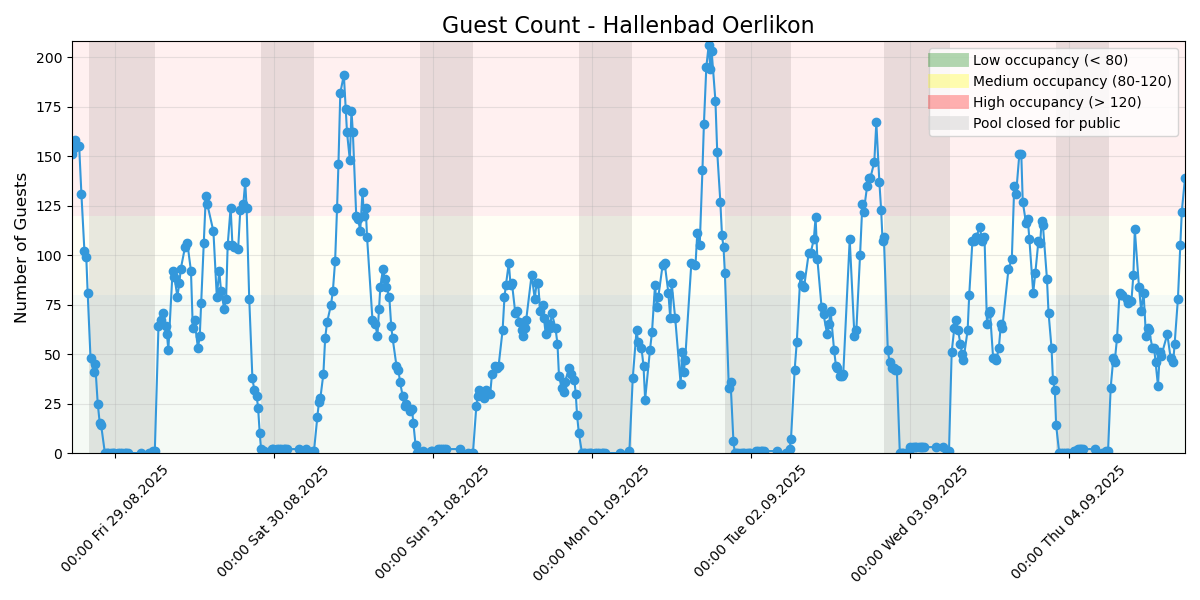 Guest Count - Hallenbad Oerlikon
Number of Guests
200
175
150
125
100
75
50
25
0
Low occupancy (< 80)
Medium occupancy (80-120)
High occupancy (> 120)
Pool closed for public
00:00 Fri 29.08.2025
00:00 Sat 30.08.2025
00:00 Sun 31.08.2025
00:00 Mon 01.09.2025
00:00 Tue 02.09.2025
00:00 Wed 03.09.2025
00:00 Thu 04.09.2025